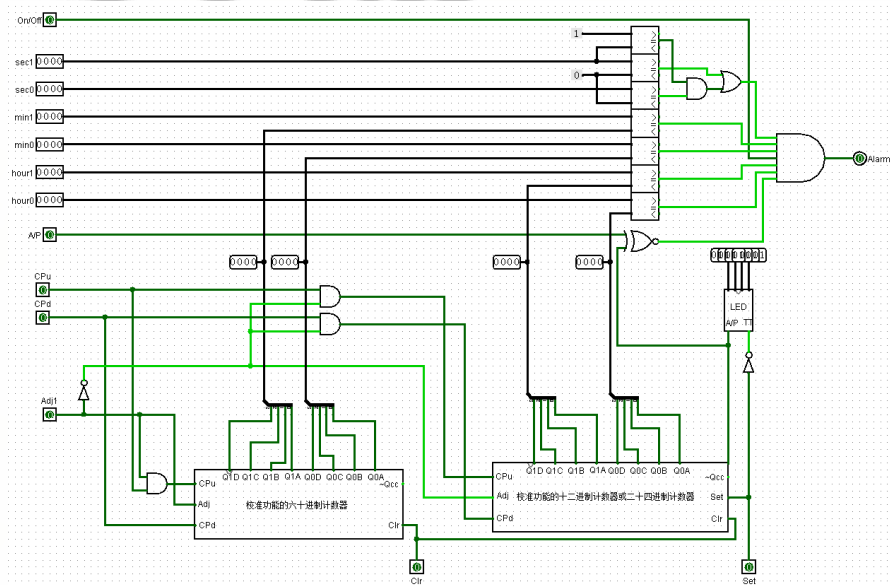 On/Off
1
sec1 0000
0
sec0 0000
min1 0000
min0 0000
hour1 0000
hour0 0000
Alarm
A/P
0000 0000 0000 0000
CPu
CPd
LED
A/P TT
Adj1
Q1D Q1C Q1B Q1A Q0D Q0C Q0B Q0A
CPu ~Qcc
Adj 校准功能的六十进制计数器
CPd Clr
Q1D Q1C Q1B Q1A Q0D Q0C Q0B Q0A
CPu ~Qcc
Adj 校准功能的十二进制计数器或二十四进制计数器 Set
CPd Clr
Clr
Set